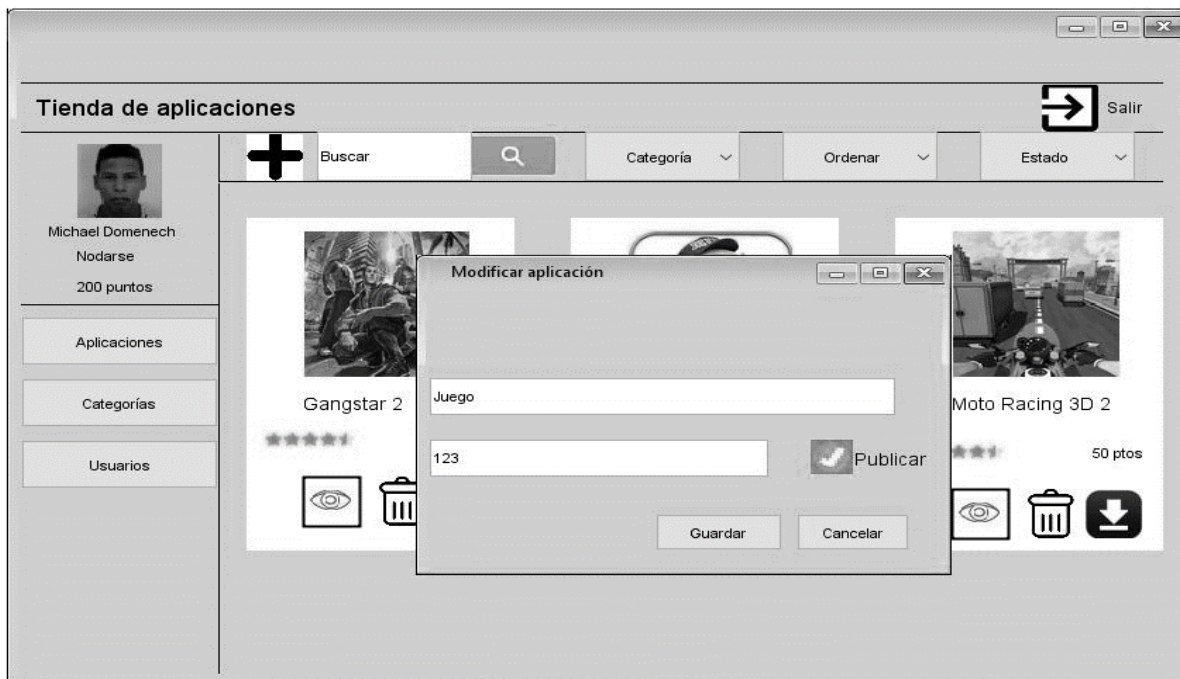 Tienda de aplicaciones
Salir
Buscar
Categoría
Ordenar
Estado
Michael Domenech
Nodarse
200 puntos
Aplicaciones
Categorías
Usuarios
Gangstar 2
Moto Racing 3D 2
50 ptos
Modificar aplicación
Juego
123
Publicar
Guardar
Cancelar